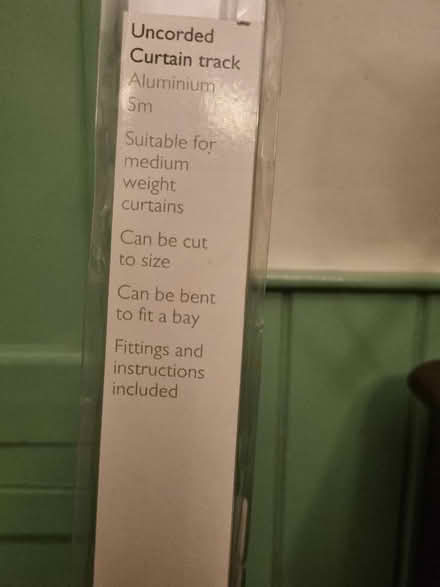 Uncorded
Curtain track
Aluminium
5m
Suitable for
medium
weight
curtains
Can be cut
to size
Can be bent
to fit a bay
Fittings and
instructions
included